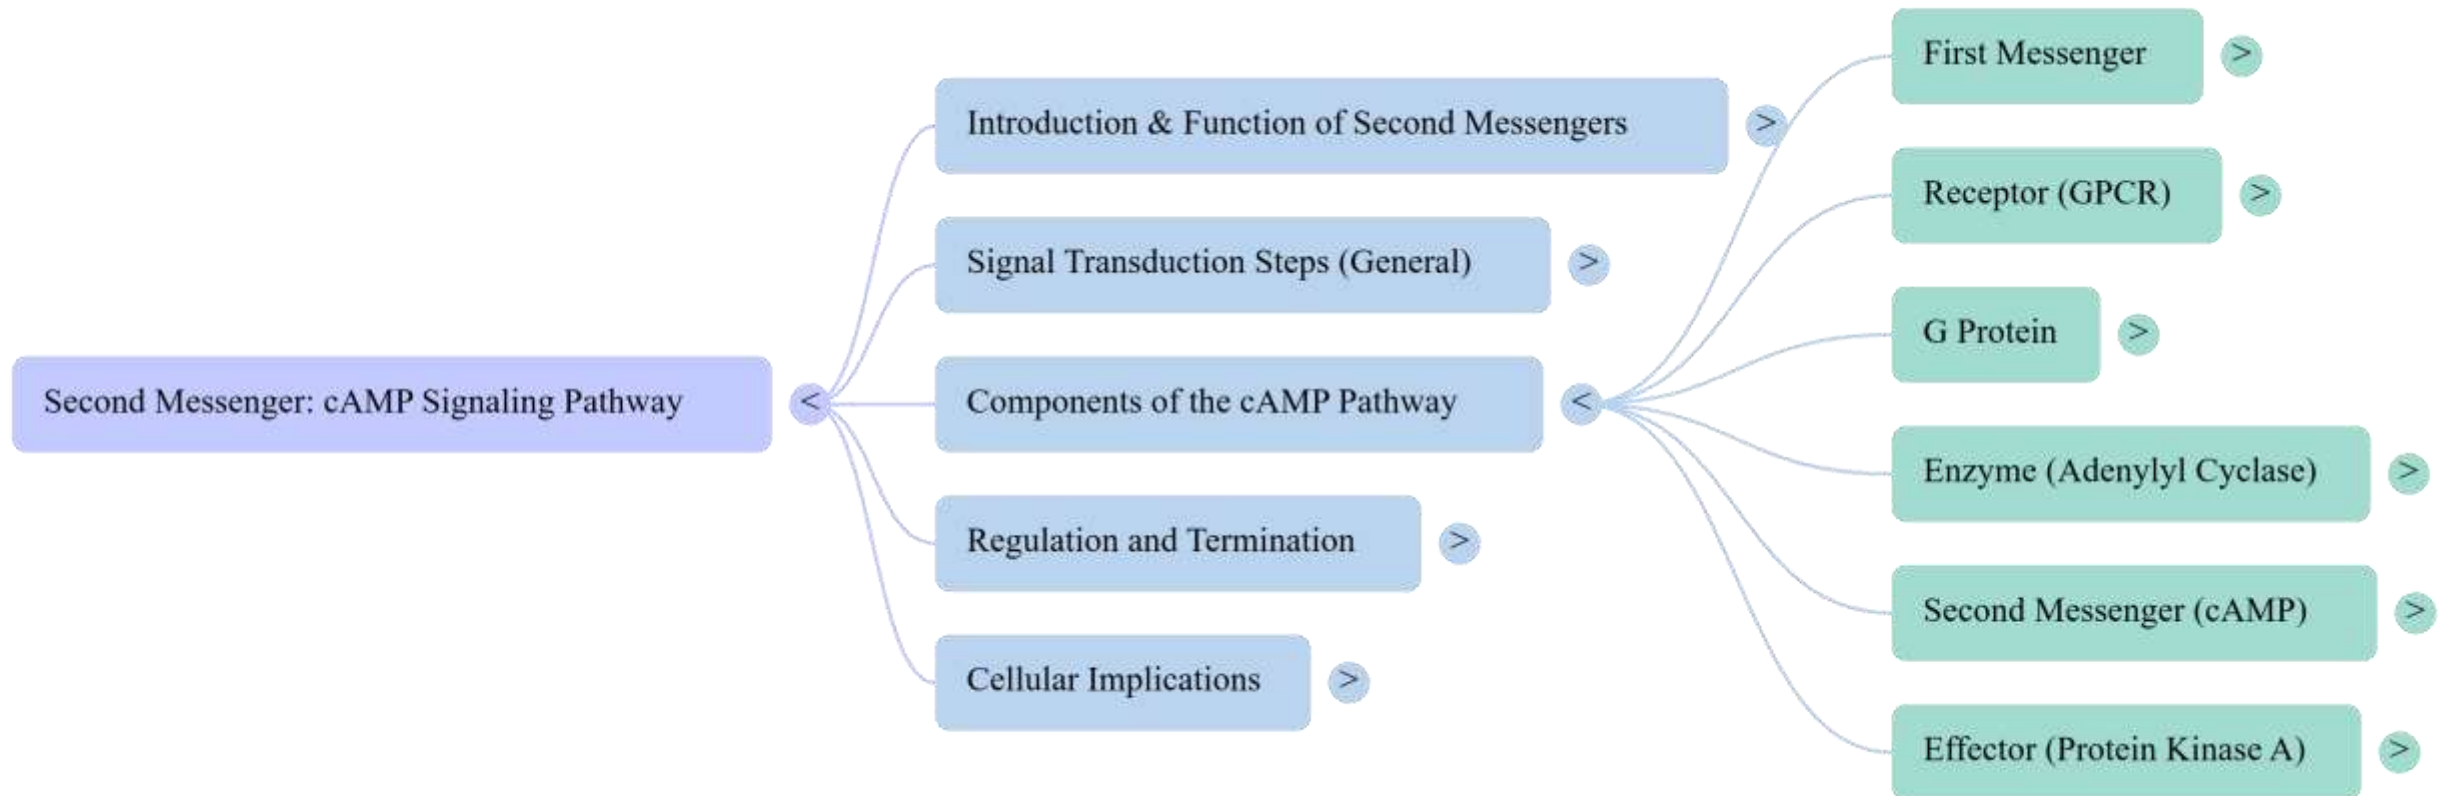 Second Messenger: cAMP Signaling Pathway
<
Introduction & Function of Second Messengers
>
Signal Transduction Steps (General)
>
Components of the cAMP Pathway
<
Regulation and Termination
>
Cellular Implications
>
First Messenger
>
Receptor (GPCR)
>
G Protein
>
Enzyme (Adenylyl Cyclase)
>
Second Messenger (cAMP)
>
Effector (Protein Kinase A)
>